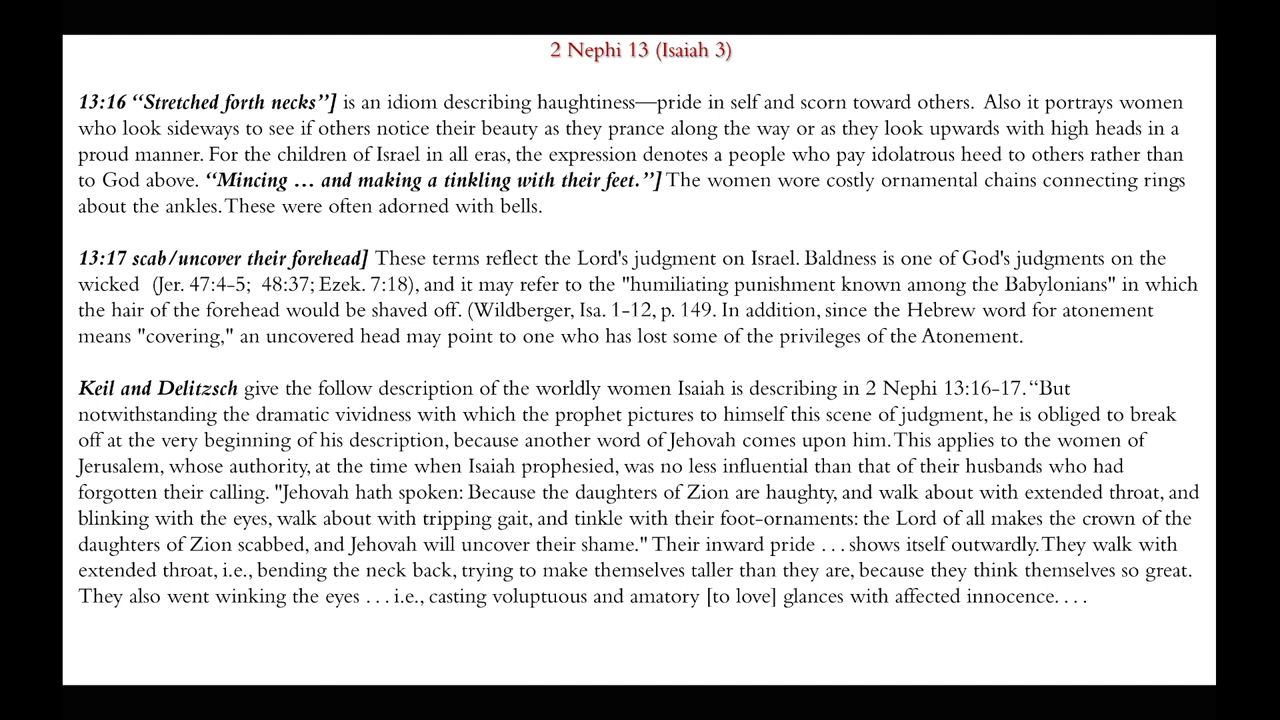 2 Nephi 13 (Isaiah 3)
13:16 “Stretched forth necks”] is an idiom describing haughtiness—pride in self and scorn toward others. Also it portrays women
who look sideways to see if others notice their beauty as they prance along the way or as they look upwards with high heads in a
proud manner. For the children of Israel in all eras, the expression denotes a people who pay idolatrous heed to others rather than
to God above. “Mincing … and making a tinkling with their feet.”] The women wore costly ornamental chains connecting rings
about the ankles. These were often adorned with bells.
13:17 scab/uncover their forehead] These terms reflect the Lord's judgment on Israel. Baldness is one of God's judgments on the
wicked (Jer. 47:4-5; 48:37; Ezek. 7:18), and it may refer to the "humiliating punishment known among the Babylonians" in which
the hair of the forehead would be shaved off. (Wildberger, Isa. 1-12, p. 149. In addition, since the Hebrew word for atonement
means "covering," an uncovered head may point to one who has lost some of the privileges of the Atonement.
Keil and Delitzsch give the follow description of the worldly women Isaiah is describing in 2 Nephi 13:16-17. “But
notwithstanding the dramatic vividness with which the prophet pictures to himself this scene of judgment, he is obliged to break
off at the very beginning of his description, because another word of Jehovah comes upon him. This applies to the women of
Jerusalem, whose authority, at the time when Isaiah prophesied, was no less influential than that of their husbands who had
forgotten their calling. "Jehovah hath spoken: Because the daughters of Zion are haughty, and walk about with extended throat, and
blinking with the eyes, walk about with tripping gait, and tinkle with their foot-ornaments: the Lord of all makes the crown of the
daughters of Zion scabbed, and Jehovah will uncover their shame." Their inward pride . . . shows itself outwardly. They walk with
extended throat, i.e., bending the neck back, trying to make themselves taller than they are, because they think themselves so great.
They also went winking the eyes . . . i.e., casting voluptuous and amatory [to love] glances with affected innocence. . . .